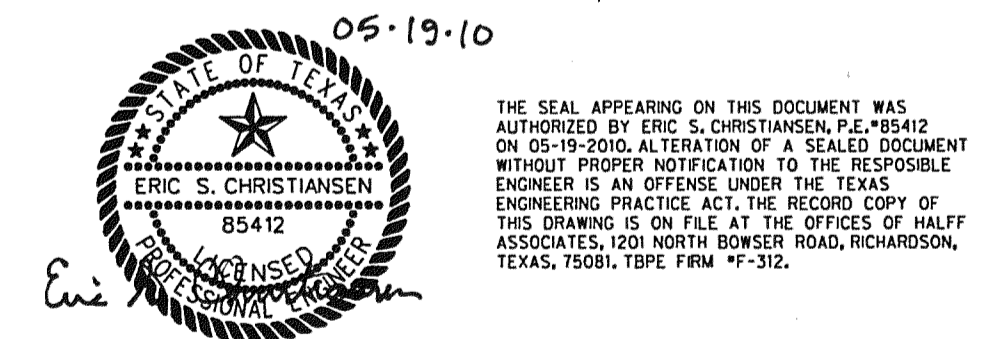 05·19·10
STATE OF TEXAS
ERIC S. CHRISTIANSEN
85412
LICENSED
PROFESSIONAL ENGINEER
Eric
THE SEAL APPEARING ON THIS DOCUMENT WAS
AUTHORIZED BY ERIC S. CHRISTIANSEN, P.E.#85412
ON 05-19-2010. ALTERATION OF A SEALED DOCUMENT
WITHOUT PROPER NOTIFICATION TO THE RESPOSIBLE
ENGINEER IS AN OFFENSE UNDER THE TEXAS
ENGINEERING PRACTICE ACT. THE RECORD COPY OF
THIS DRAWING IS ON FILE AT THE OFFICES OF HALFF
ASSOCIATES, 1201 NORTH BOWSER ROAD, RICHARDSON,
TEXAS, 75081. TBPE FIRM #F-312.